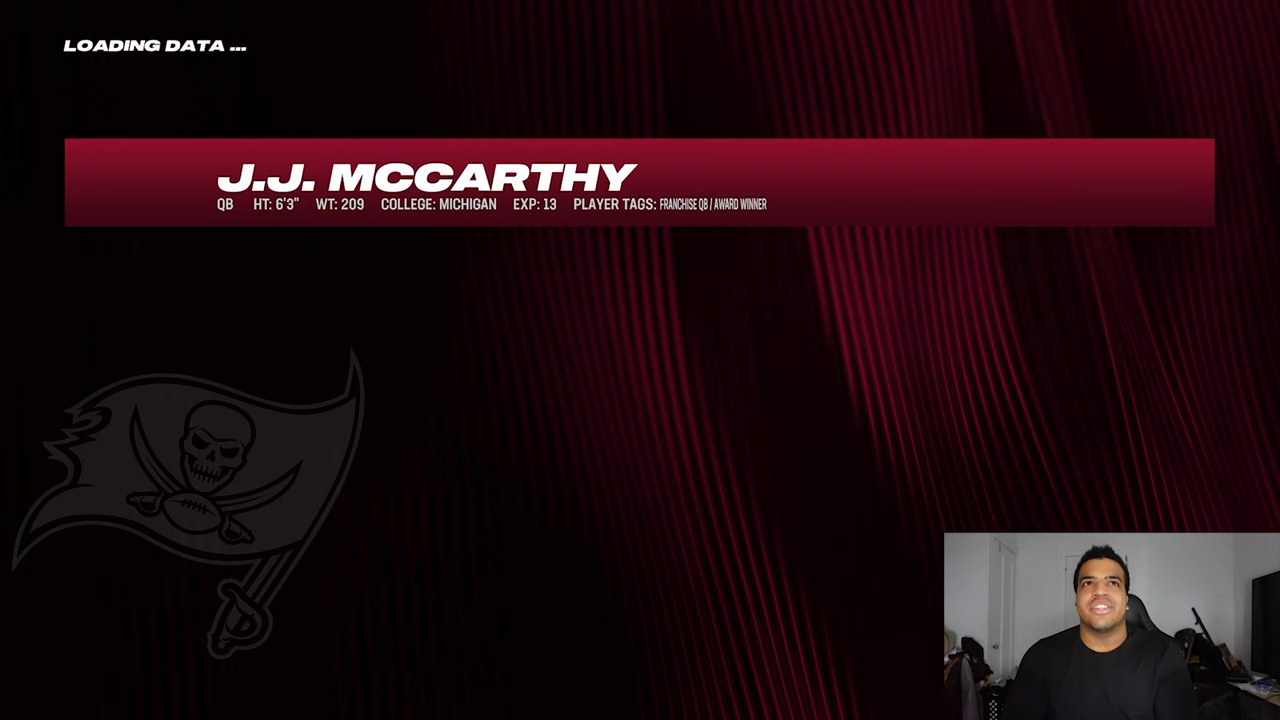 LOADING DATA ...
J.J. MCCARTHY
QB HT: 6'3" WT: 209 COLLEGE: MICHIGAN EXP: 13 PLAYER TAGS: FRANCHISE QB / AWARD WINNER